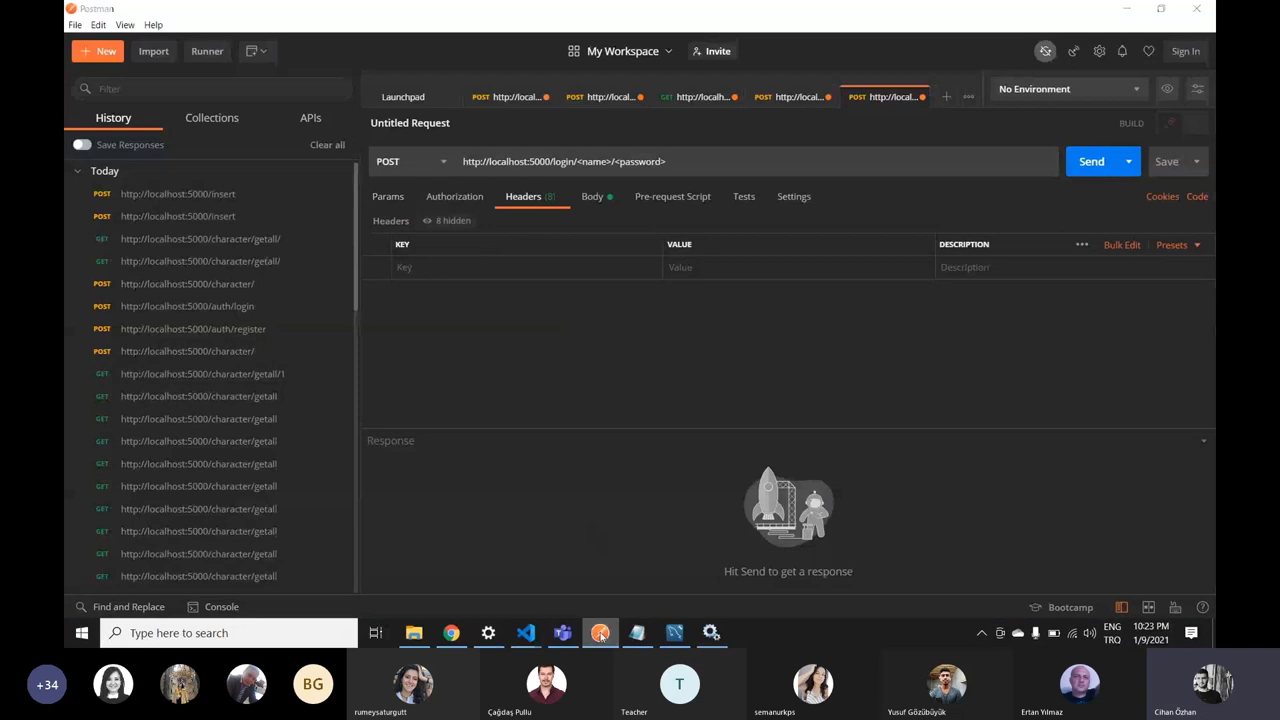 Postman
File Edit View Help
New Import Runner My Workspace Invite Sign In
Filter
Launchpad POST http://local... POST http://local... GET http://localh... POST http://local... POST http://local... No Environment
History Collections APIs
Untitled Request BUILD
Save Responses Clear all
POST http://localhost:5000/login/<name>/<password> Send Save
Today
POST http://localhost:5000/insert
POST http://localhost:5000/insert
GET http://localhost:5000/character/getall/
GET http://localhost:5000/character/getall/
POST http://localhost:5000/character/
POST http://localhost:5000/auth/login
POST http://localhost:5000/auth/register
POST http://localhost:5000/character/
GET http://localhost:5000/character/getall/1
GET http://localhost:5000/character/getall
GET http://localhost:5000/character/getall
GET http://localhost:5000/character/getall
GET http://localhost:5000/character/getall
GET http://localhost:5000/character/getall
GET http://localhost:5000/character/getall
GET http://localhost:5000/character/getall
GET http://localhost:5000/character/getall
GET http://localhost:5000/character/getall
Params Authorization Headers (8) Body Pre-request Script Tests Settings Cookies Code
Headers 8 hidden
KEY VALUE DESCRIPTION Bulk Edit Presets
Key Value Description
Response
Hit Send to get a response
Find and Replace Console Bootcamp
Type here to search
ENG 10:23 PM
TRQ 1/9/2021
+34 BG T
rumeysaturgutt Çağdaş Pullu Teacher semanurkps Yusuf Gözübüyük Ertan Yılmaz Cihan Özhan